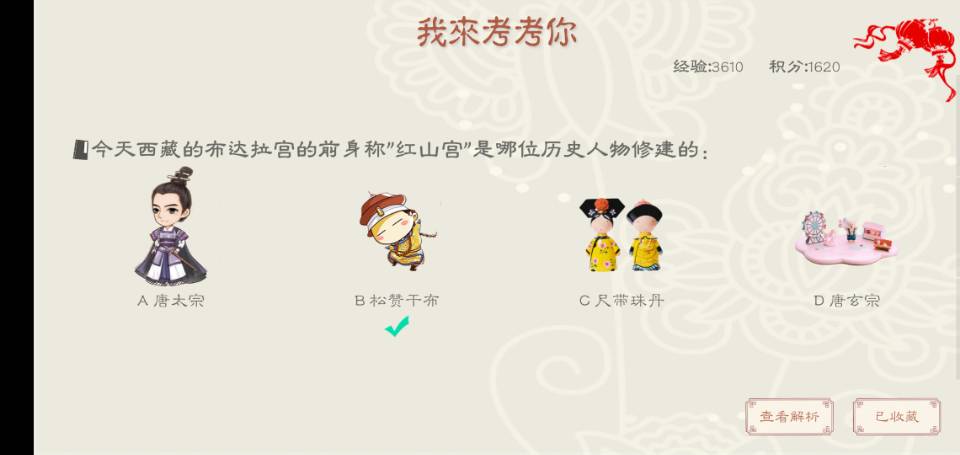 我來考考你
经验:3610 积分:1620
今天西藏的布达拉宫的前身称"红山宫"是哪位历史人物修建的：
A 唐太宗 B 松赞干布 C 尺带珠丹 D 唐玄宗
查看解析 已收藏